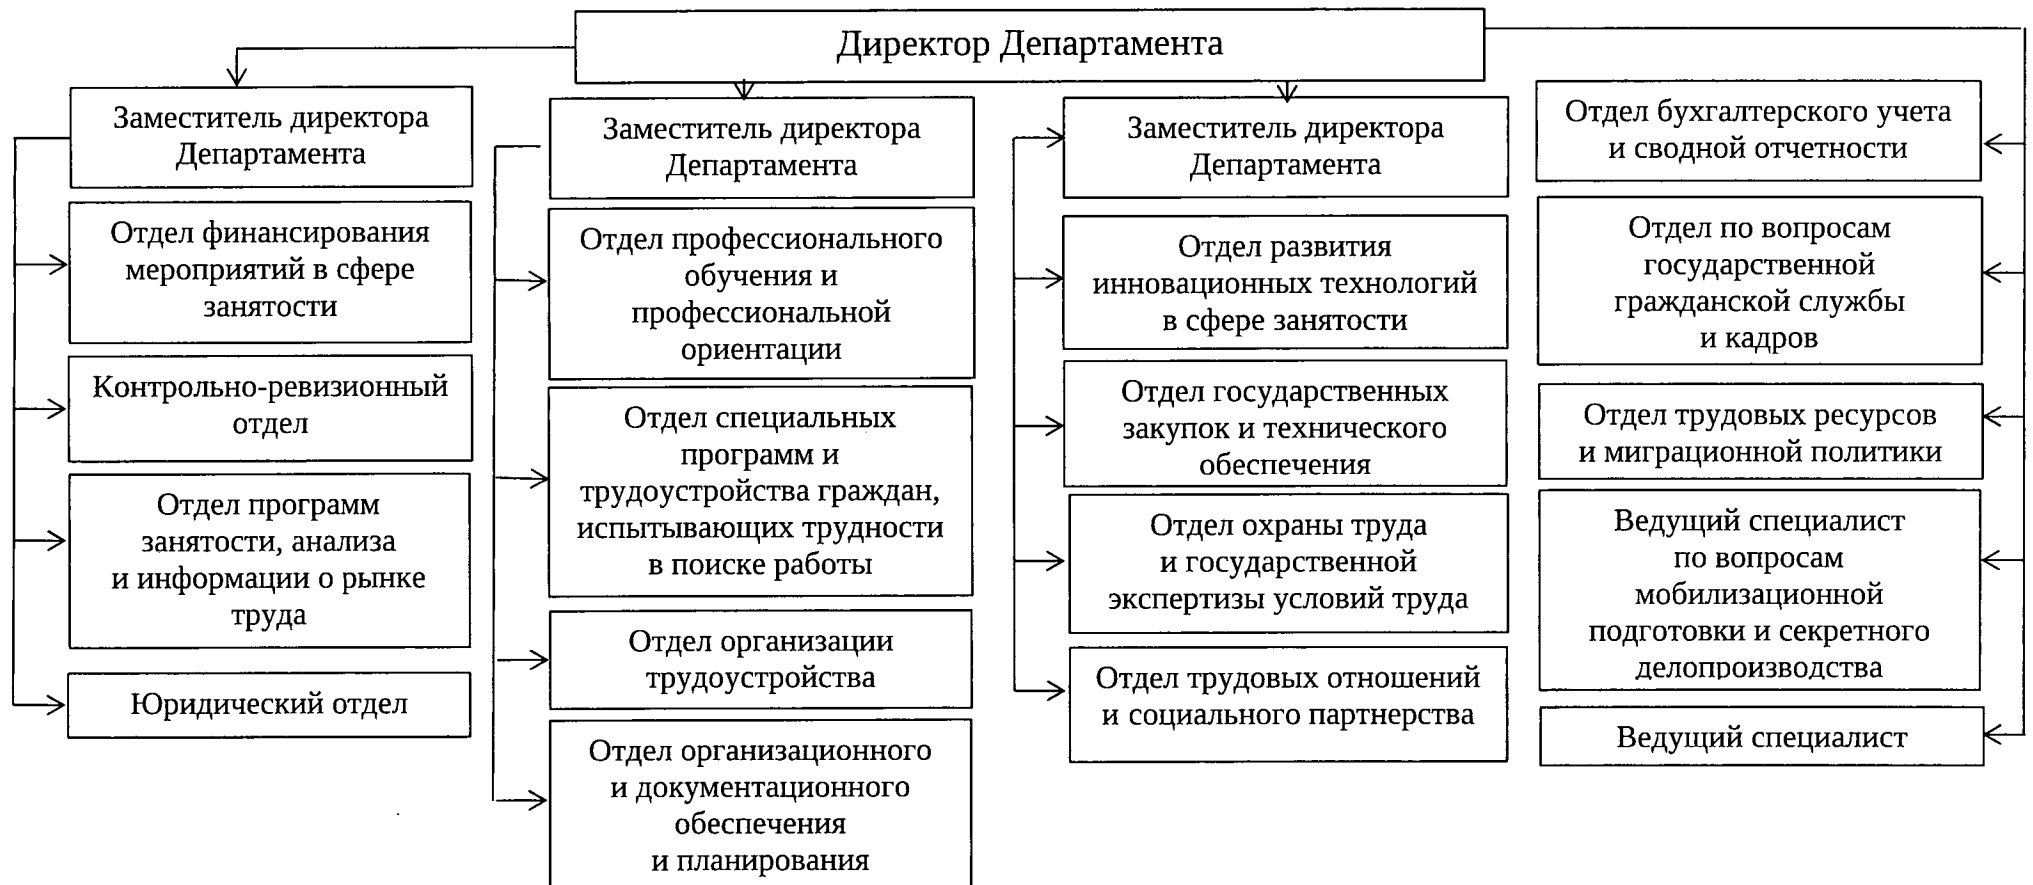 Директор Департамента
Заместитель директора
Департамента
Отдел финансирования
мероприятий в сфере
занятости
Контрольно-ревизионный
отдел
Отдел программ
занятости, анализа
и информации о рынке
труда
Юридический отдел
Заместитель директора
Департамента
Отдел профессионального
обучения и
профессиональной
ориентации
Отдел специальных
программ и
трудоустройства граждан,
испытывающих трудности
в поиске работы
Отдел организации
трудоустройства
Отдел организационного
и документационного
обеспечения
и планирования
Заместитель директора
Департамента
Отдел развития
инновационных технологий
в сфере занятости
Отдел государственных
закупок и технического
обеспечения
Отдел охраны труда
и государственной
экспертизы условий труда
Отдел трудовых отношений
и социального партнерства
Отдел бухгалтерского учета
и сводной отчетности
Отдел по вопросам
государственной
гражданской службы
и кадров
Отдел трудовых ресурсов
и миграционной политики
Ведущий специалист
по вопросам
мобилизационной
подготовки и секретного
делопроизводства
Ведущий специалист